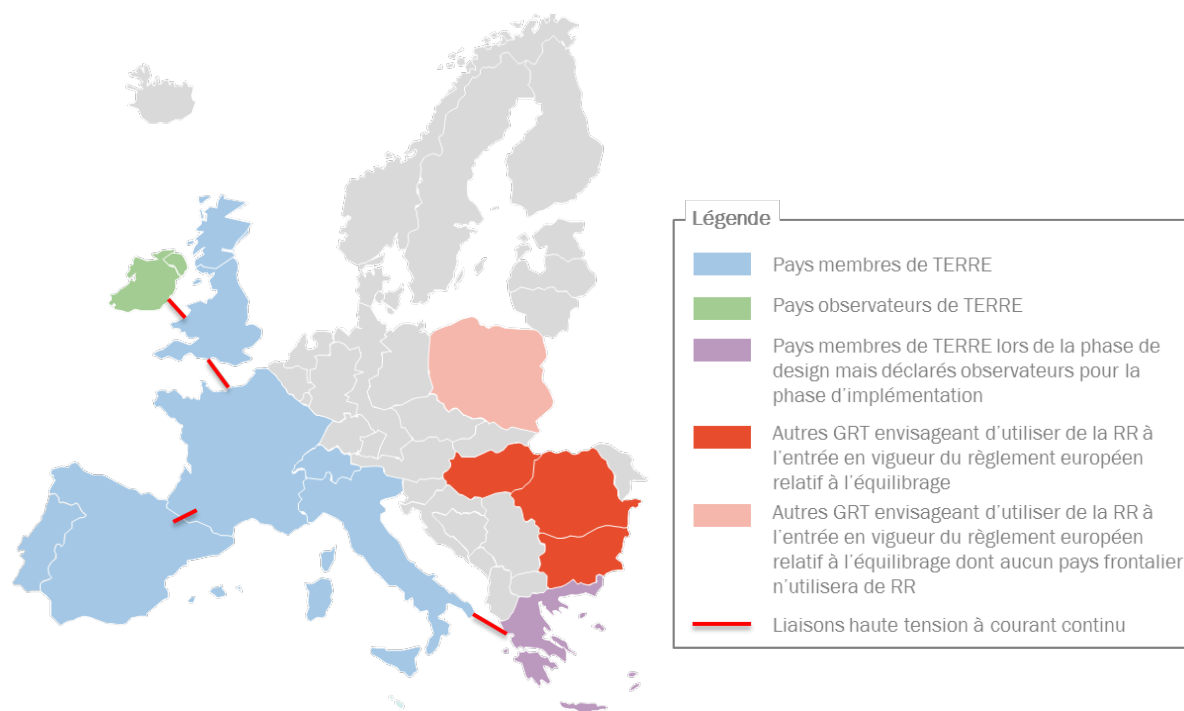 Légende
Pays membres de TERRE
Pays observateurs de TERRE
Pays membres de TERRE lors de la phase de
design mais déclarés observateurs pour la
phase d’implémentation
Autres GRT envisageant d’utiliser de la RR à
l’entrée en vigueur du règlement européen
relatif à l’équilibrage
Autres GRT envisageant d’utiliser de la RR à
l’entrée en vigueur du règlement européen
relatif à l’équilibrage dont aucun pays frontalier
n’utilisera de RR
Liaisons haute tension à courant continu